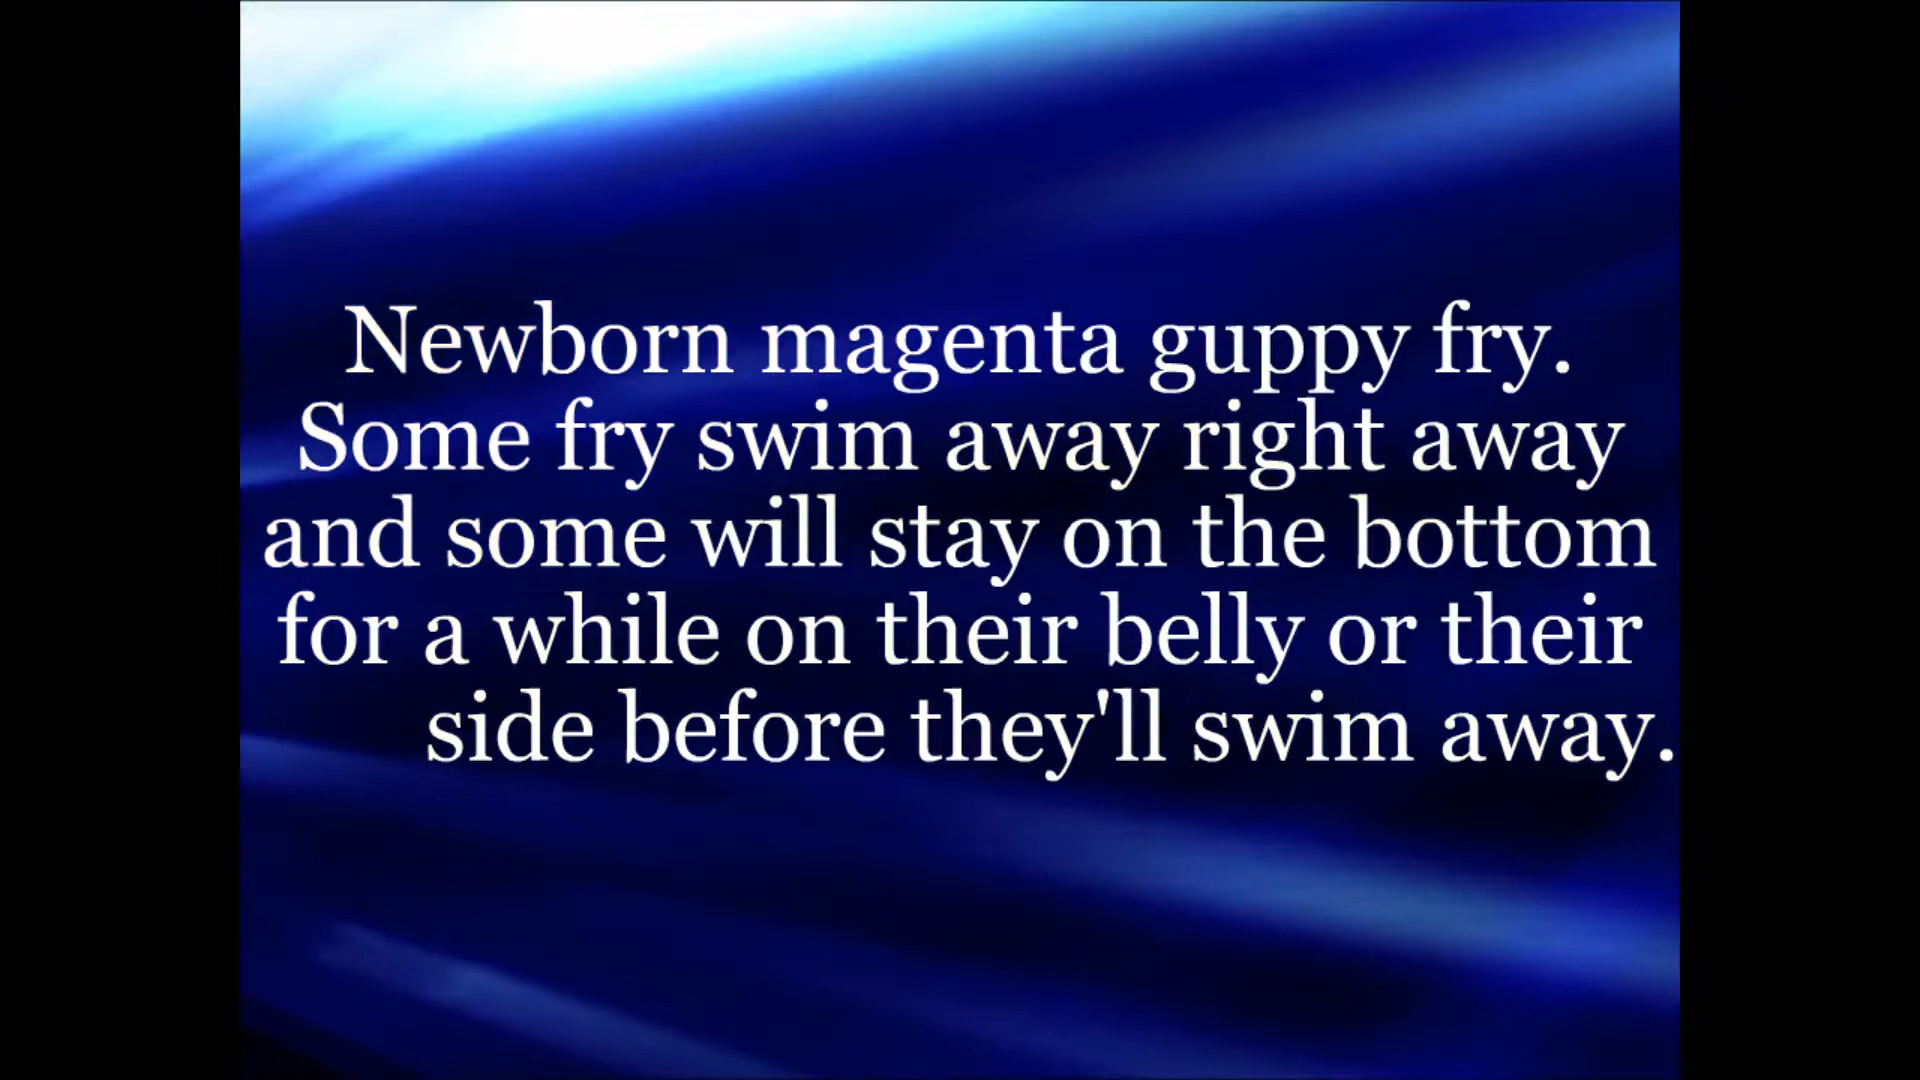 Newborn magenta guppy fry.
Some fry swim away right away
and some will stay on the bottom
for a while on their belly or their
side before they'll swim away.